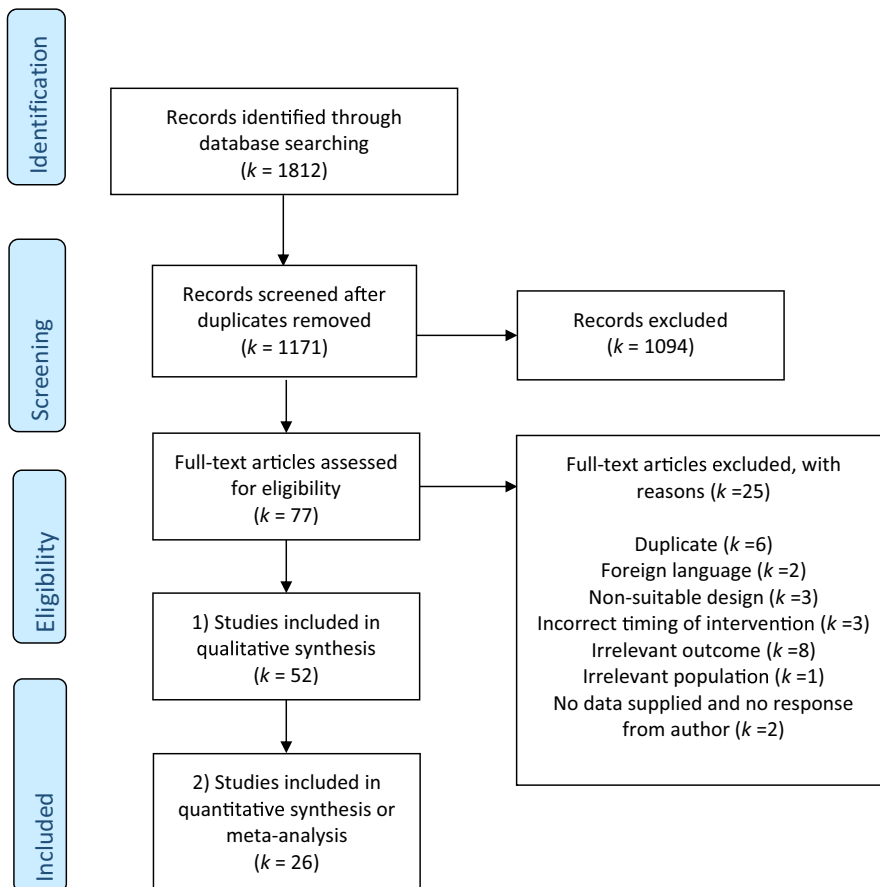 Identification
Records identified through
database searching
(k = 1812)
Screening
Records screened after
duplicates removed
(k = 1171)
Records excluded
(k = 1094)
Eligibility
Full-text articles assessed
for eligibility
(k = 77)
Full-text articles excluded, with
reasons (k =25)
Duplicate (k =6)
Foreign language (k =2)
Non-suitable design (k =3)
Incorrect timing of intervention (k =3)
Irrelevant outcome (k =8)
Irrelevant population (k =1)
No data supplied and no response
from author (k =2)
1) Studies included in
qualitative synthesis
(k = 52)
Included
2) Studies included in
quantitative synthesis or
meta-analysis
(k = 26)